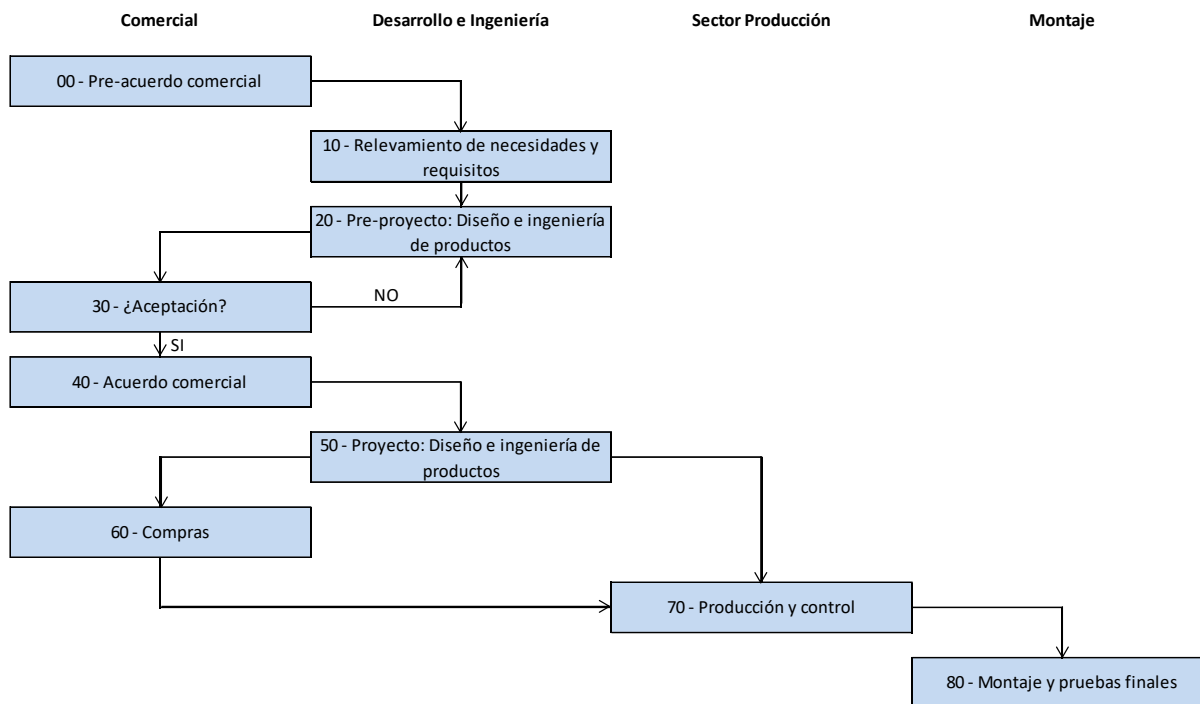 Comercial
Desarrollo e Ingeniería
Sector Producción
Montaje
00 - Pre-acuerdo comercial
10 - Relevamiento de necesidades y
requisitos
20 - Pre-proyecto: Diseño e ingeniería
de productos
30 - ¿Aceptación?
NO
SI
40 - Acuerdo comercial
50 - Proyecto: Diseño e ingeniería de
productos
60 - Compras
70 - Producción y control
80 - Montaje y pruebas finales